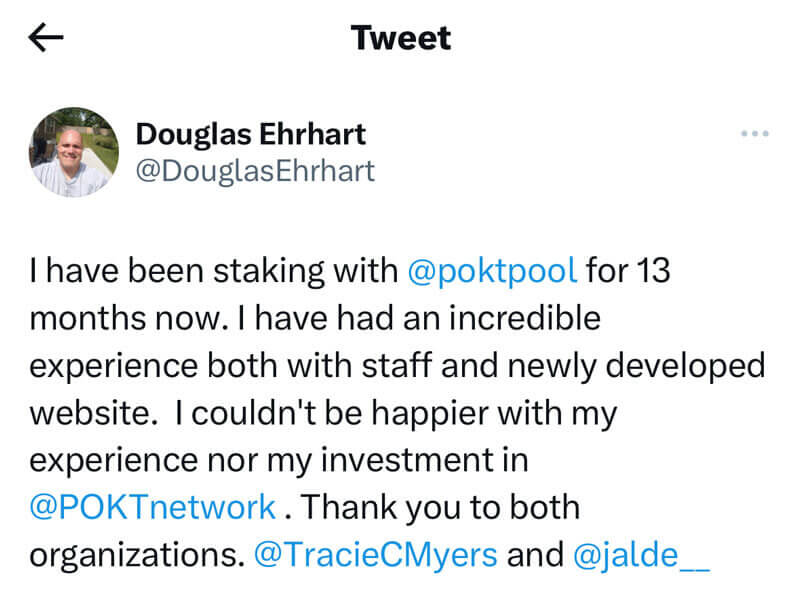 Tweet
Douglas Ehrhart
@DouglasEhrhart
I have been staking with @poktpool for 13
months now. I have had an incredible
experience both with staff and newly developed
website.  I couldn't be happier with my
experience nor my investment in
@POKTnetwork . Thank you to both
organizations. @TracieCMyers and @jalde__